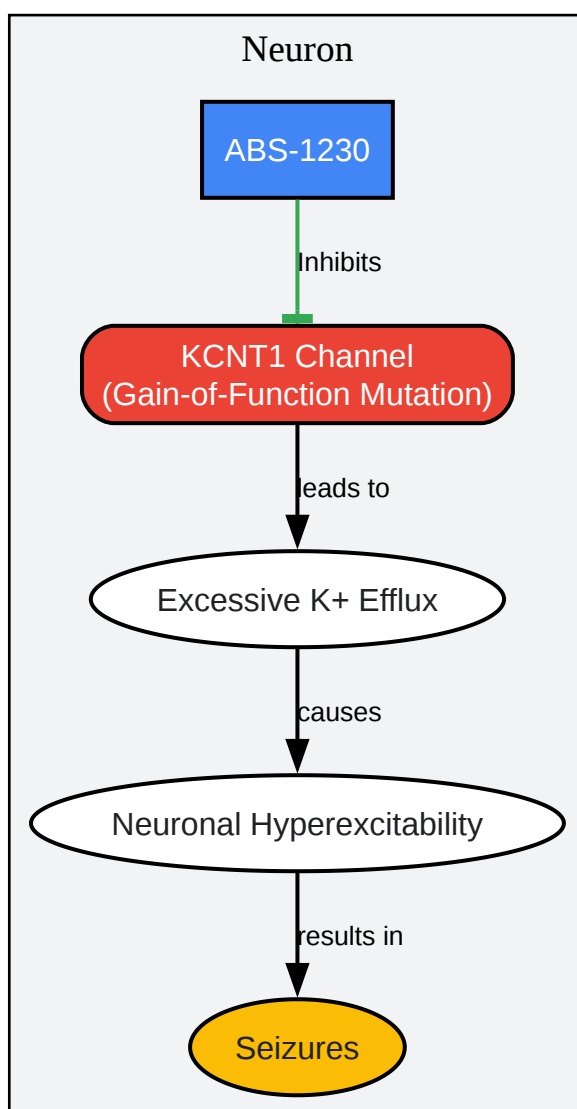 Neuron
ABS-1230
Inhibits
KCNT1 Channel
(Gain-of-Function Mutation)
leads to
Excessive K+ Efflux
causes
Neuronal Hyperexcitability
results in
Seizures